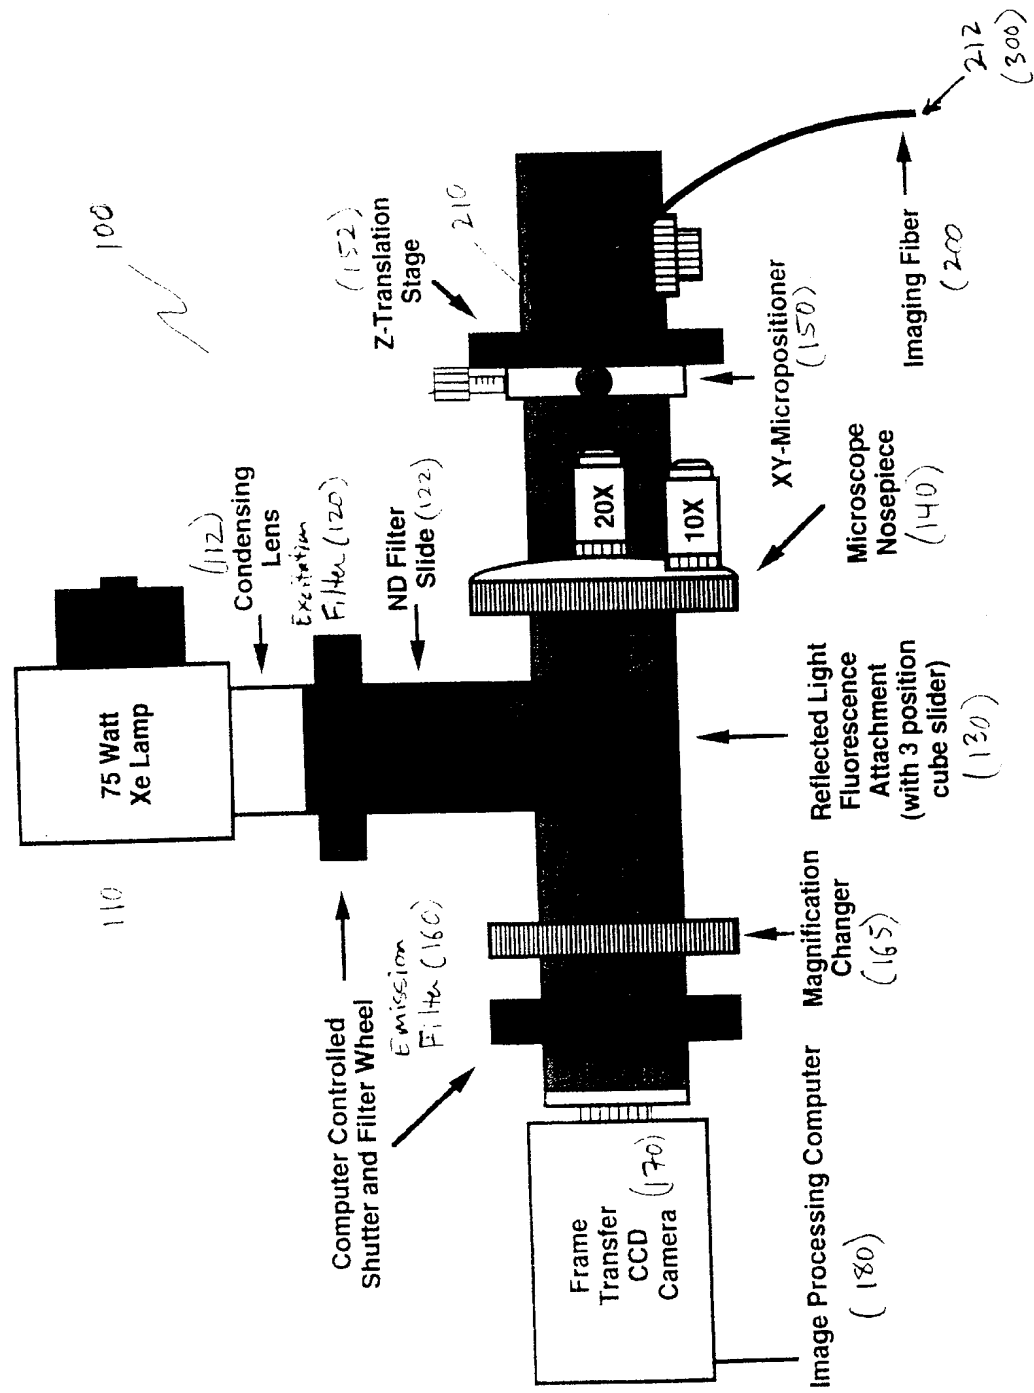 100
110
75 Watt
Xe Lamp
(112)
Condensing
Lens
Excitation
Filter (120)
ND Filter
Slide (122)
(152)
Z-Translation
Stage
210
Computer Controlled
Shutter and Filter Wheel
Emission
Filter (160)
Frame
Transfer
CCD
Camera (170)
20X
10X
212
(300)
Image Processing Computer
(180)
Magnification
Changer
(165)
Reflected Light
Fluorescence
Attachment
(with 3 position
cube slider)
(130)
Microscope
Nosepiece
(140)
XY-Micropositioner
(150)
Imaging Fiber
(200)